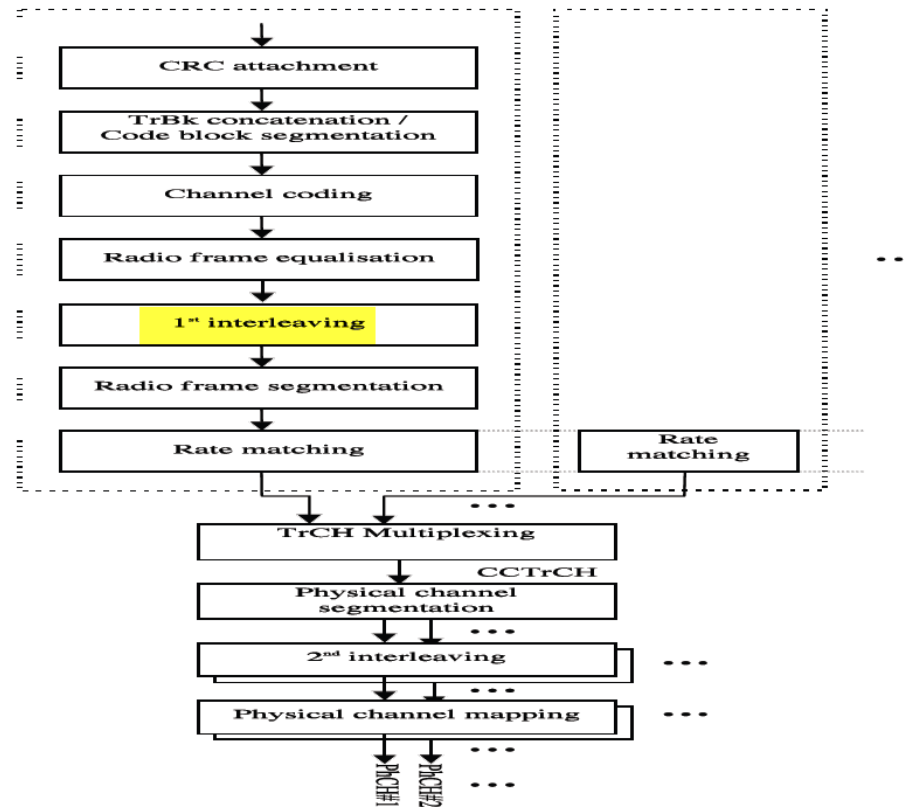 CRC attachment
TrBk concatenation /
Code block segmentation
Channel coding
Radio frame equalisation
1st interleaving
Radio frame segmentation
Rate matching
Rate
matching
TrCH Multiplexing
CCTrCH
Physical channel
segmentation
2nd interleaving
Physical channel mapping
PhCH#1
PhCH#2